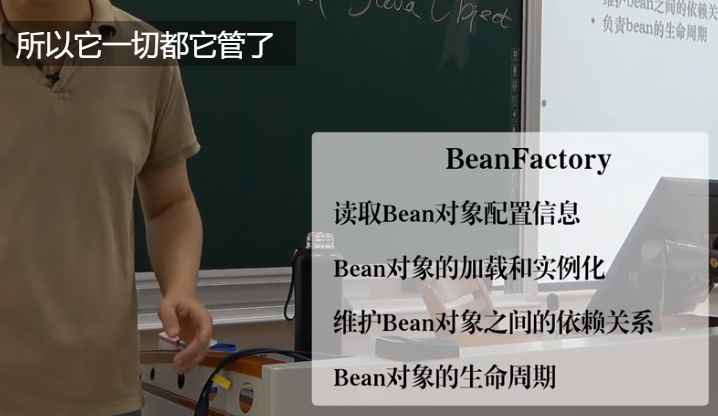 所以它一切都它管了
Java Object
维护bean之间的依赖关
• 负责bean的生命周期
BeanFactory
读取Bean对象配置信息
Bean对象的加载和实例化
维护Bean对象之间的依赖关系
Bean对象的生命周期